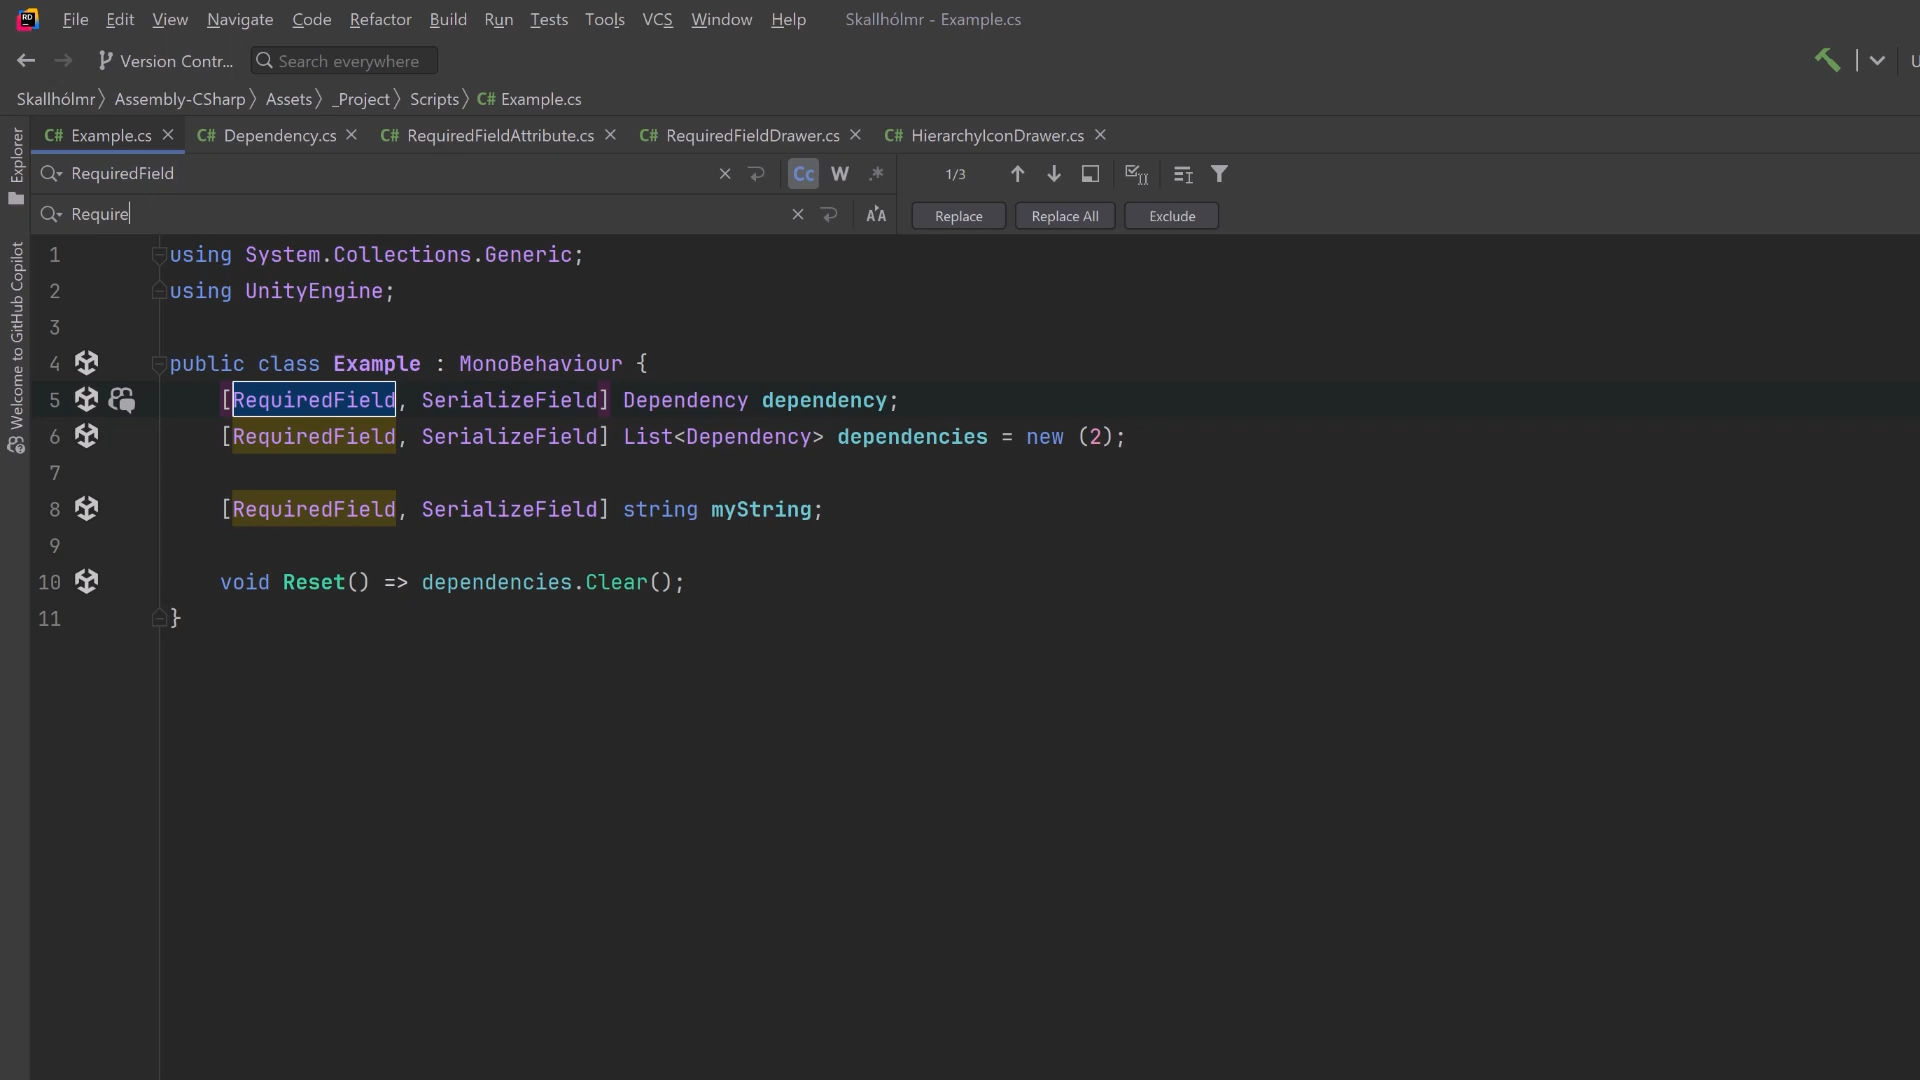 RD File Edit View Navigate Code Refactor Build Run Tests Tools VCS Window Help Skallhólmr - Example.cs
Version Contr... Search everywhere
Skallhólmr Assembly-CSharp Assets _Project Scripts C# Example.cs
C# Example.cs C# Dependency.cs C# RequiredFieldAttribute.cs C# RequiredFieldDrawer.cs C# HierarchyIconDrawer.cs
RequiredField Cc W .* 1/3
Require Replace Replace All Exclude
Explorer
Welcome to GitHub Copilot
1 using System.Collections.Generic;
2 using UnityEngine;
3
4 public class Example : MonoBehaviour {
5 [RequiredField, SerializeField] Dependency dependency;
6 [RequiredField, SerializeField] List<Dependency> dependencies = new (2);
7
8 [RequiredField, SerializeField] string myString;
9
10 void Reset() => dependencies.Clear();
11 }